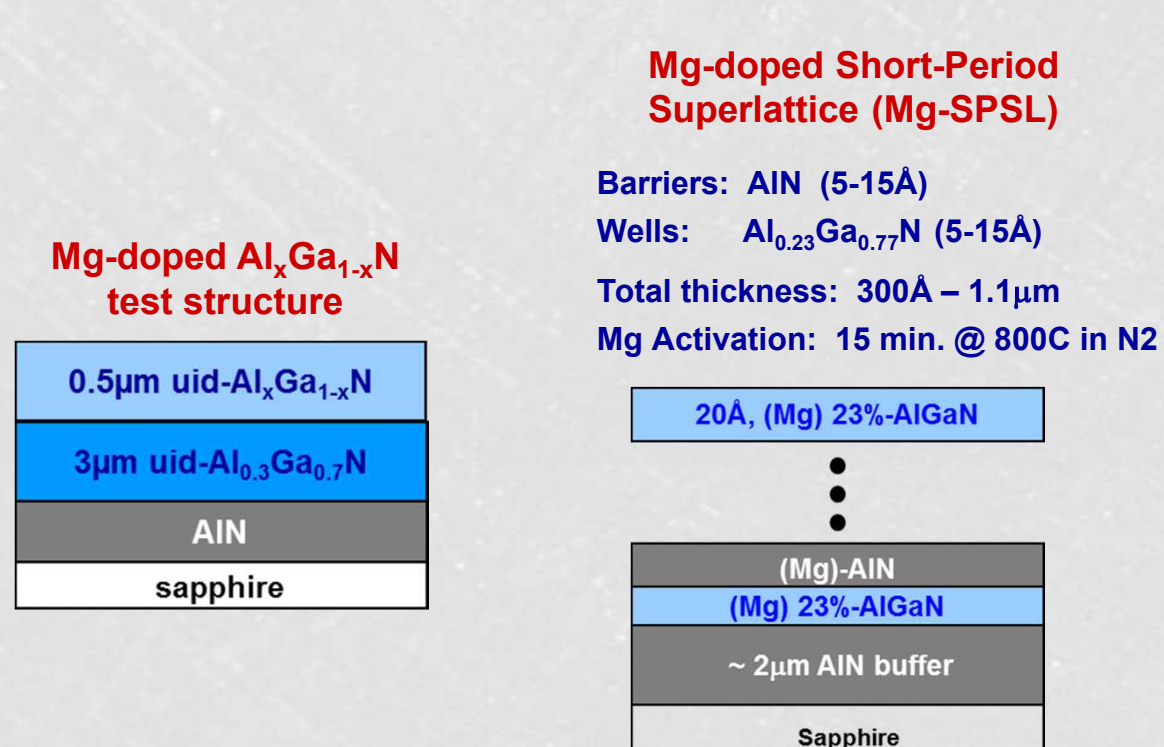 Mg-doped AlₓGa₁₋ₓN
test structure
0.5µm uid-AlₓGa₁₋ₓN
3µm uid-Al₀.₃Ga₀.₇N
AlN
sapphire
Mg-doped Short-Period
Superlattice (Mg-SPSL)
Barriers: AlN (5-15Å)
Wells: Al₀.₂₃Ga₀.₇₇N (5-15Å)
Total thickness: 300Å – 1.1µm
Mg Activation: 15 min. @ 800C in N2
20Å, (Mg) 23%-AlGaN
(Mg)-AlN
(Mg) 23%-AlGaN
~ 2µm AlN buffer
Sapphire